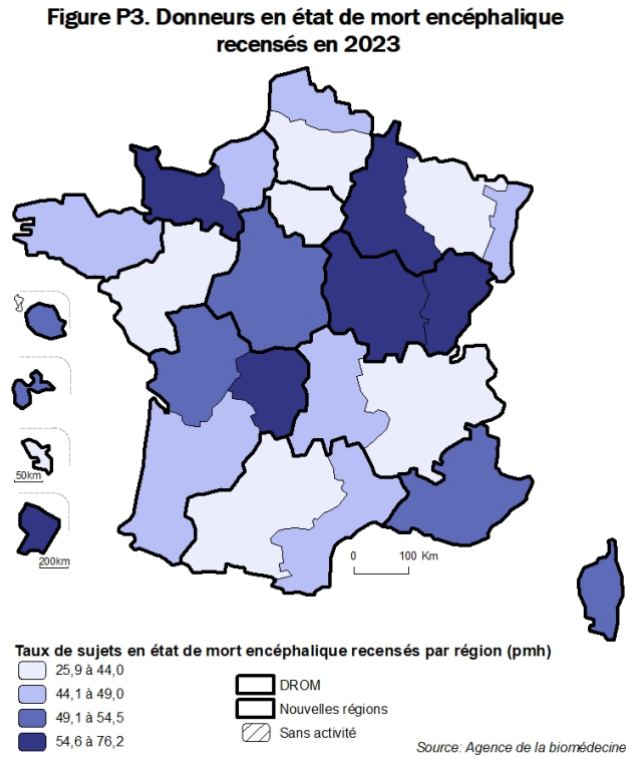 Figure P3. Donneurs en état de mort encéphalique
recensés en 2023
50km
200km
0 100 Km
Taux de sujets en état de mort encéphalique recensés par région (pmh)
25,9 à 44,0
44,1 à 49,0
49,1 à 54,5
54,6 à 76,2
DROM
Nouvelles régions
Sans activité
Source: Agence de la biomédecine